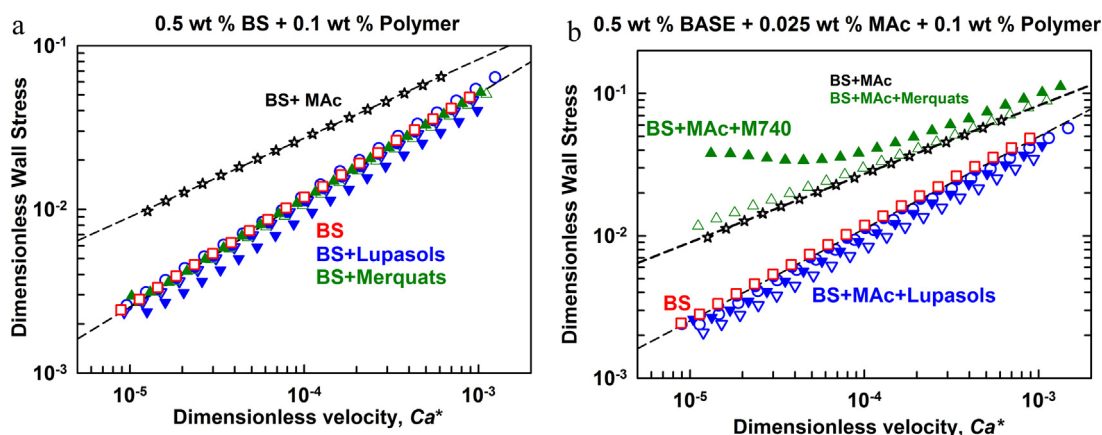 a
0.5 wt % BS + 0.1 wt % Polymer
Dimensionless Wall Stress
10-1
10-2
10-3
BS+ MAc
BS
BS+Lupasols
BS+Merquats
10-5
10-4
10-3
Dimensionless velocity, Ca*
b
0.5 wt % BASE + 0.025 wt % MAc + 0.1 wt % Polymer
Dimensionless Wall Stress
10-1
10-2
10-3
BS+MAc
BS+MAc+Merquats
BS+MAc+M740
BS
BS+MAc+Lupasols
10-5
10-4
10-3
Dimensionless velocity, Ca*